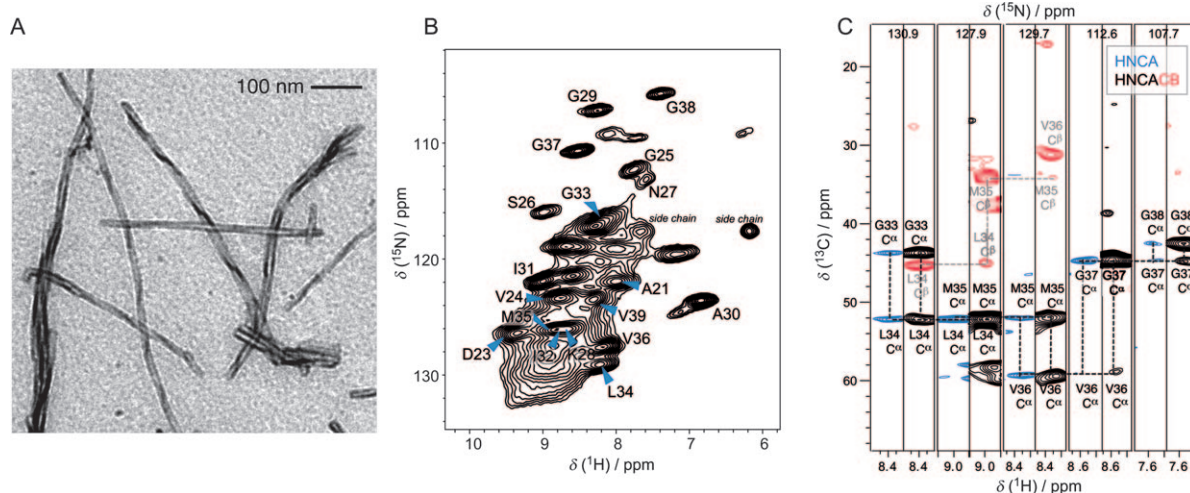 A
100 nm
B
G29
G38
G37
G25
N27
S26
G33
side chain
side chain
I31
V24
A21
M35
V39
A30
D23
I32
K28
V36
L34
110
120
130
10
9
8
7
6
δ (¹⁵N) / ppm
δ (¹H) / ppm
C
δ (¹⁵N) / ppm
130.9
127.9
129.7
112.6
107.7
HNCA
HNCACB
20
30
40
50
60
δ (¹³C) / ppm
V36
Cβ
M35
Cβ
M35
Cβ
L34
Cβ
L34
Cβ
G33
Cα
G33
Cα
G38
Cα
G38
Cα
G37
Cα
G37
Cα
G37
Cα
G37
M35
Cα
M35
Cα
M35
Cα
M35
Cα
L34
Cα
L34
Cα
L34
Cα
L34
Cα
V36
Cα
V36
Cα
V36
Cα
V36
Cα
8.4
8.4
9.0
9.0
8.4
8.4
8.6
8.6
7.6
7.6
δ (¹H) / ppm